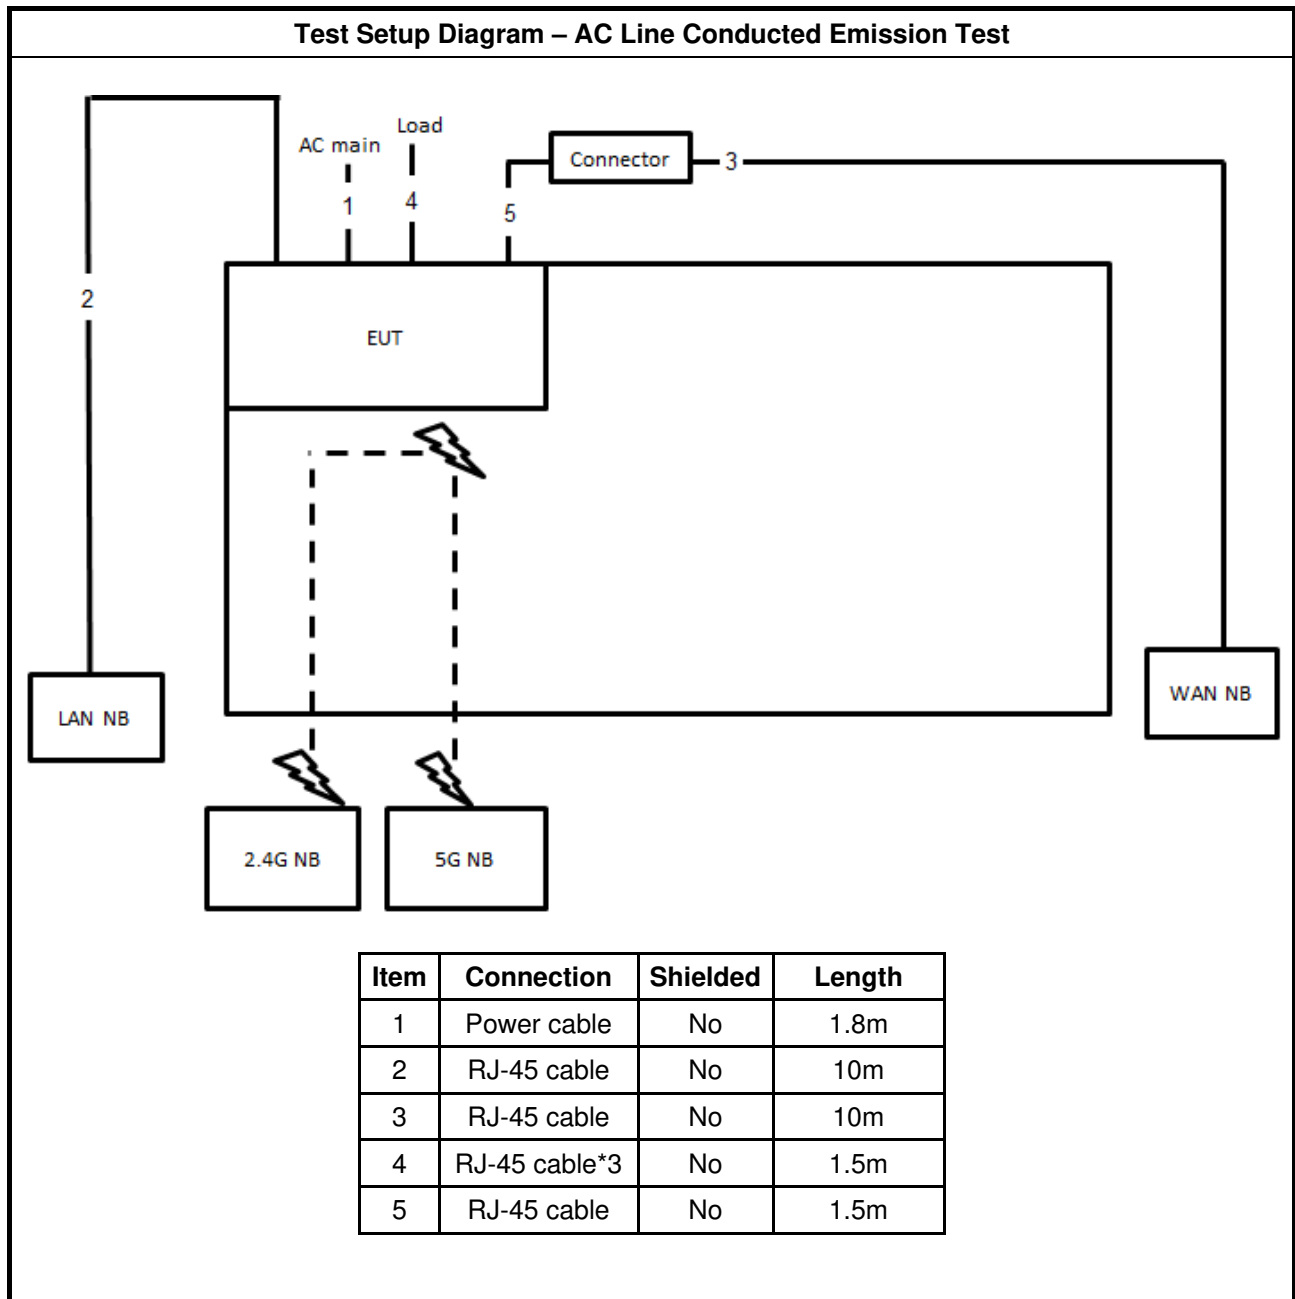 Test Setup Diagram – AC Line Conducted Emission Test
Load
AC main
Connector
3
1
4
5
2
EUT
LAN NB
WAN NB
2.4G NB
5G NB
Item Connection Shielded Length
1 Power cable No 1.8m
2 RJ-45 cable No 10m
3 RJ-45 cable No 10m
4 RJ-45 cable*3 No 1.5m
5 RJ-45 cable No 1.5m